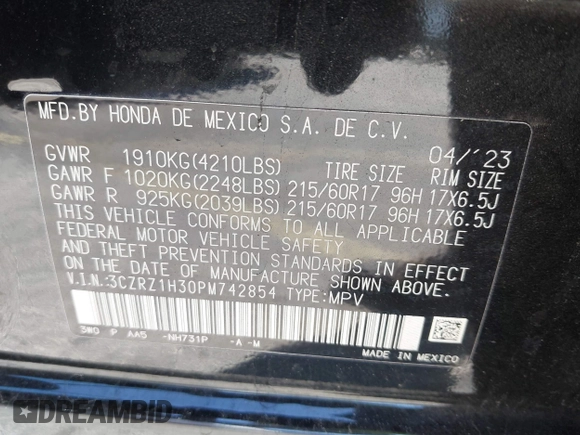 MFD.BY HONDA DE MEXICO S.A. DE C.V.
04/'23
GVWR 1910KG(4210LBS) TIRE SIZE RIM SIZE
GAWR F 1020KG(2248LBS) 215/60R17 96H 17X6.5J
GAWR R 925KG(2039LBS) 215/60R17 96H 17X6.5J
THIS VEHICLE CONFORMS TO ALL APPLICABLE
FEDERAL MOTOR VEHICLE SAFETY
AND THEFT PREVENTION STANDARDS IN EFFECT
ON THE DATE OF MANUFACTURE SHOWN ABOVE.
V.I.N.:3CZRZ1H30PM742854 TYPE:MPV
3W0 P AA5 -NH731P -A-M
MADE IN MEXICO
DREAMBID